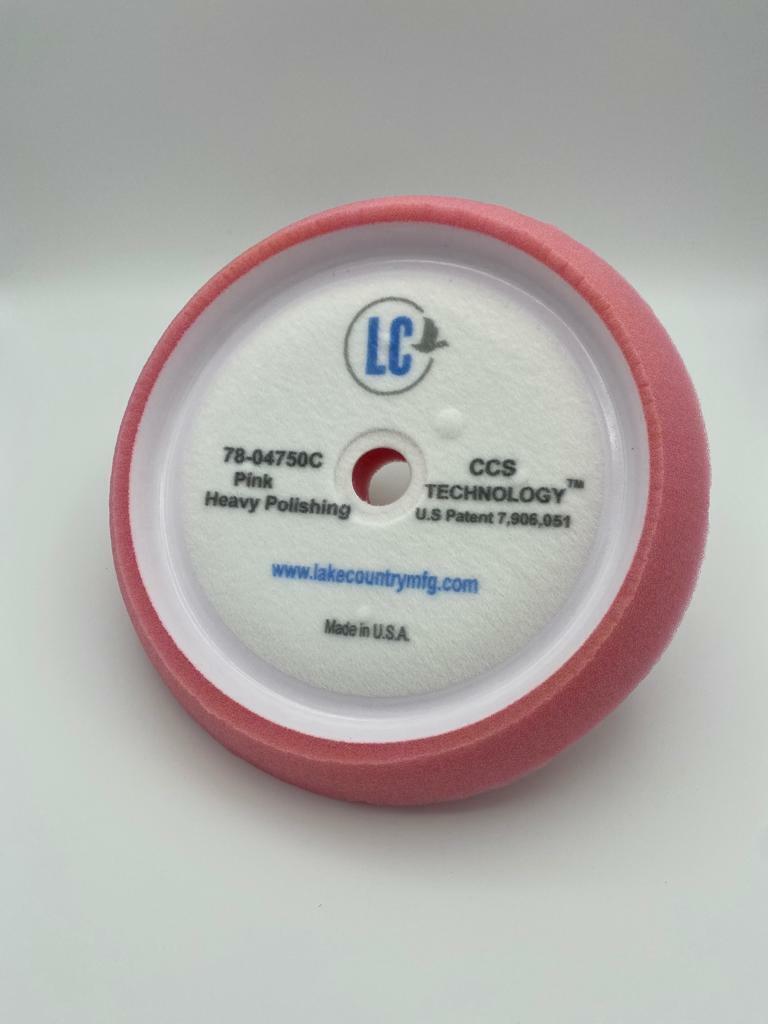 LC
78-04750C
Pink
Heavy Polishing
CCS
TECHNOLOGY™
U.S Patent 7,906,051
www.lakecountrymfg.com
Made in U.S.A.